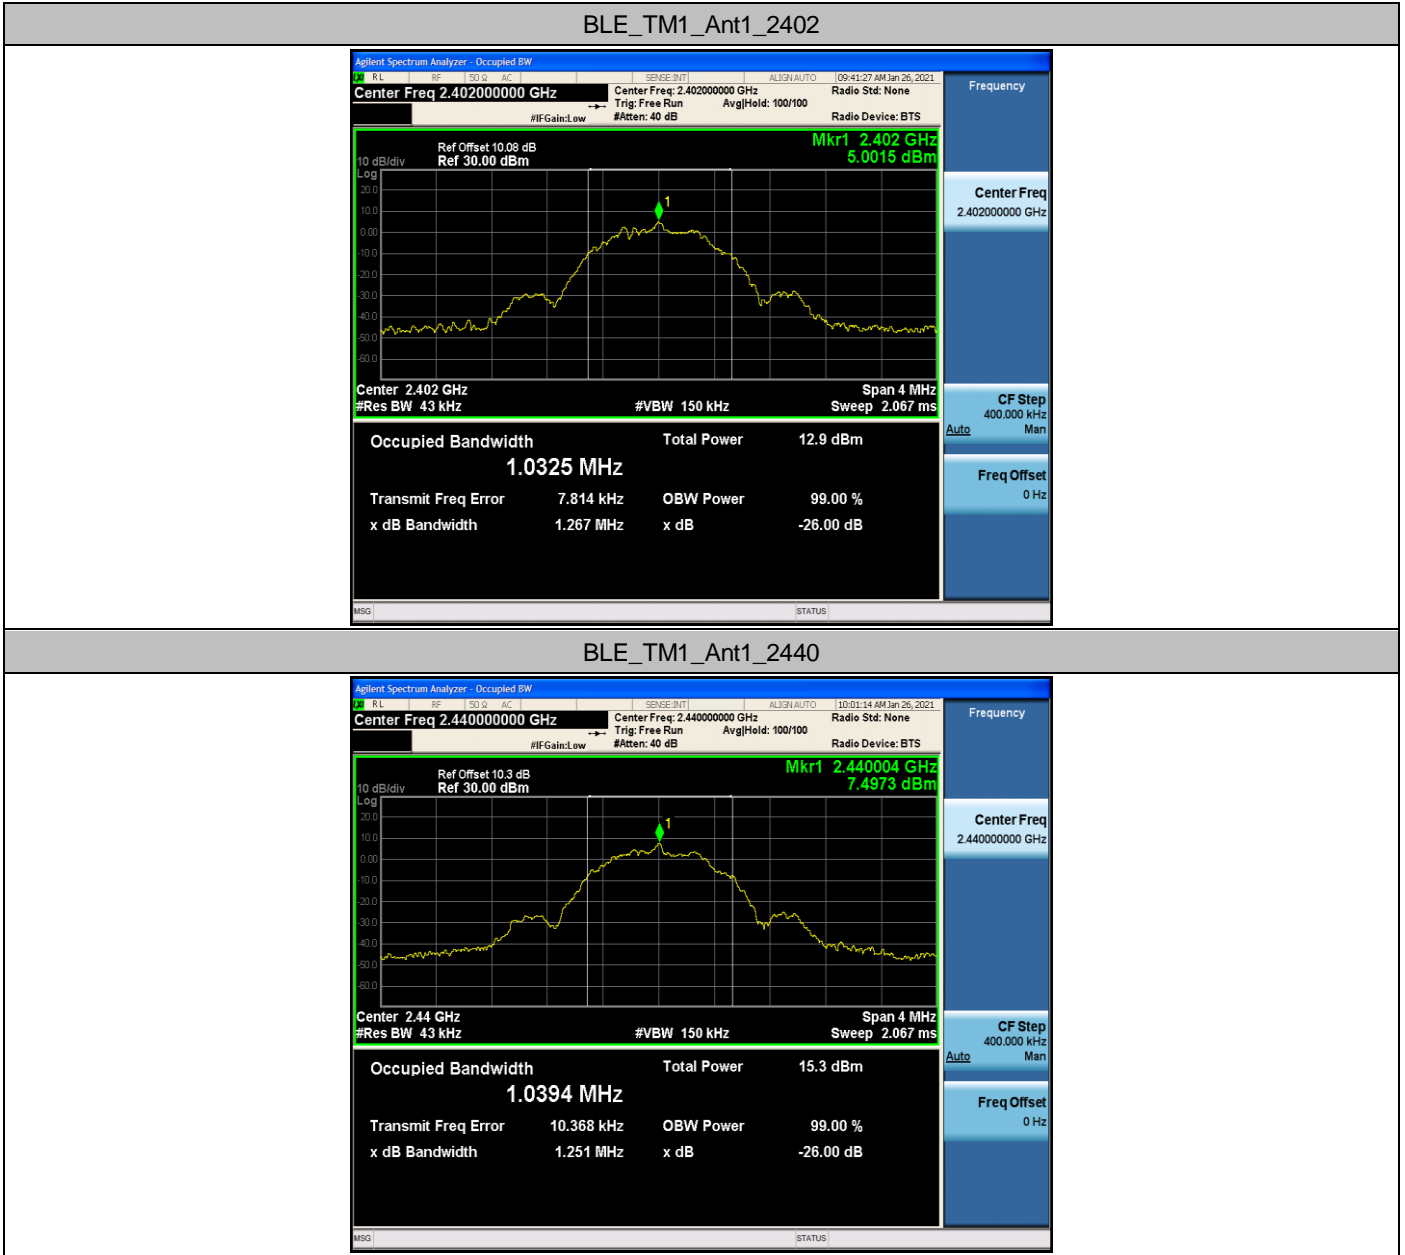 BLE_TM1_Ant1_2402
Agilent Spectrum Analyzer - Occupied BW
LXI RL RF 50 Ω AC SENSE:INT ALIGN AUTO 09:41:27 AM Jan 26, 2021
Center Freq 2.402000000 GHz
Center Freq: 2.402000000 GHz
Radio Std: None
Trig: Free Run Avg|Hold: 100/100
#IFGain:Low #Atten: 40 dB Radio Device: BTS
Frequency
Mkr1 2.402 GHz
5.0015 dBm
Ref Offset 10.08 dB
10 dB/div Ref 30.00 dBm
Log
20.0
10.0
0.00
-10.0
-20.0
-30.0
-40.0
-50.0
-60.0
1
Center 2.402 GHz Span 4 MHz
#Res BW 43 kHz #VBW 150 kHz Sweep 2.067 ms
Center Freq
2.402000000 GHz
CF Step
400.000 kHz
Auto Man
Freq Offset
0 Hz
Occupied Bandwidth Total Power 12.9 dBm
1.0325 MHz
Transmit Freq Error 7.814 kHz OBW Power 99.00 %
x dB Bandwidth 1.267 MHz x dB -26.00 dB
MSG STATUS
BLE_TM1_Ant1_2440
Agilent Spectrum Analyzer - Occupied BW
LXI RL RF 50 Ω AC SENSE:INT ALIGN AUTO 10:01:14 AM Jan 26, 2021
Center Freq 2.440000000 GHz
Center Freq: 2.440000000 GHz
Radio Std: None
Trig: Free Run Avg|Hold: 100/100
#IFGain:Low #Atten: 40 dB Radio Device: BTS
Frequency
Mkr1 2.440004 GHz
7.4973 dBm
Ref Offset 10.3 dB
10 dB/div Ref 30.00 dBm
Log
20.0
10.0
0.00
-10.0
-20.0
-30.0
-40.0
-50.0
-60.0
1
Center 2.44 GHz Span 4 MHz
#Res BW 43 kHz #VBW 150 kHz Sweep 2.067 ms
Center Freq
2.440000000 GHz
CF Step
400.000 kHz
Auto Man
Freq Offset
0 Hz
Occupied Bandwidth Total Power 15.3 dBm
1.0394 MHz
Transmit Freq Error 10.368 kHz OBW Power 99.00 %
x dB Bandwidth 1.251 MHz x dB -26.00 dB
MSG STATUS